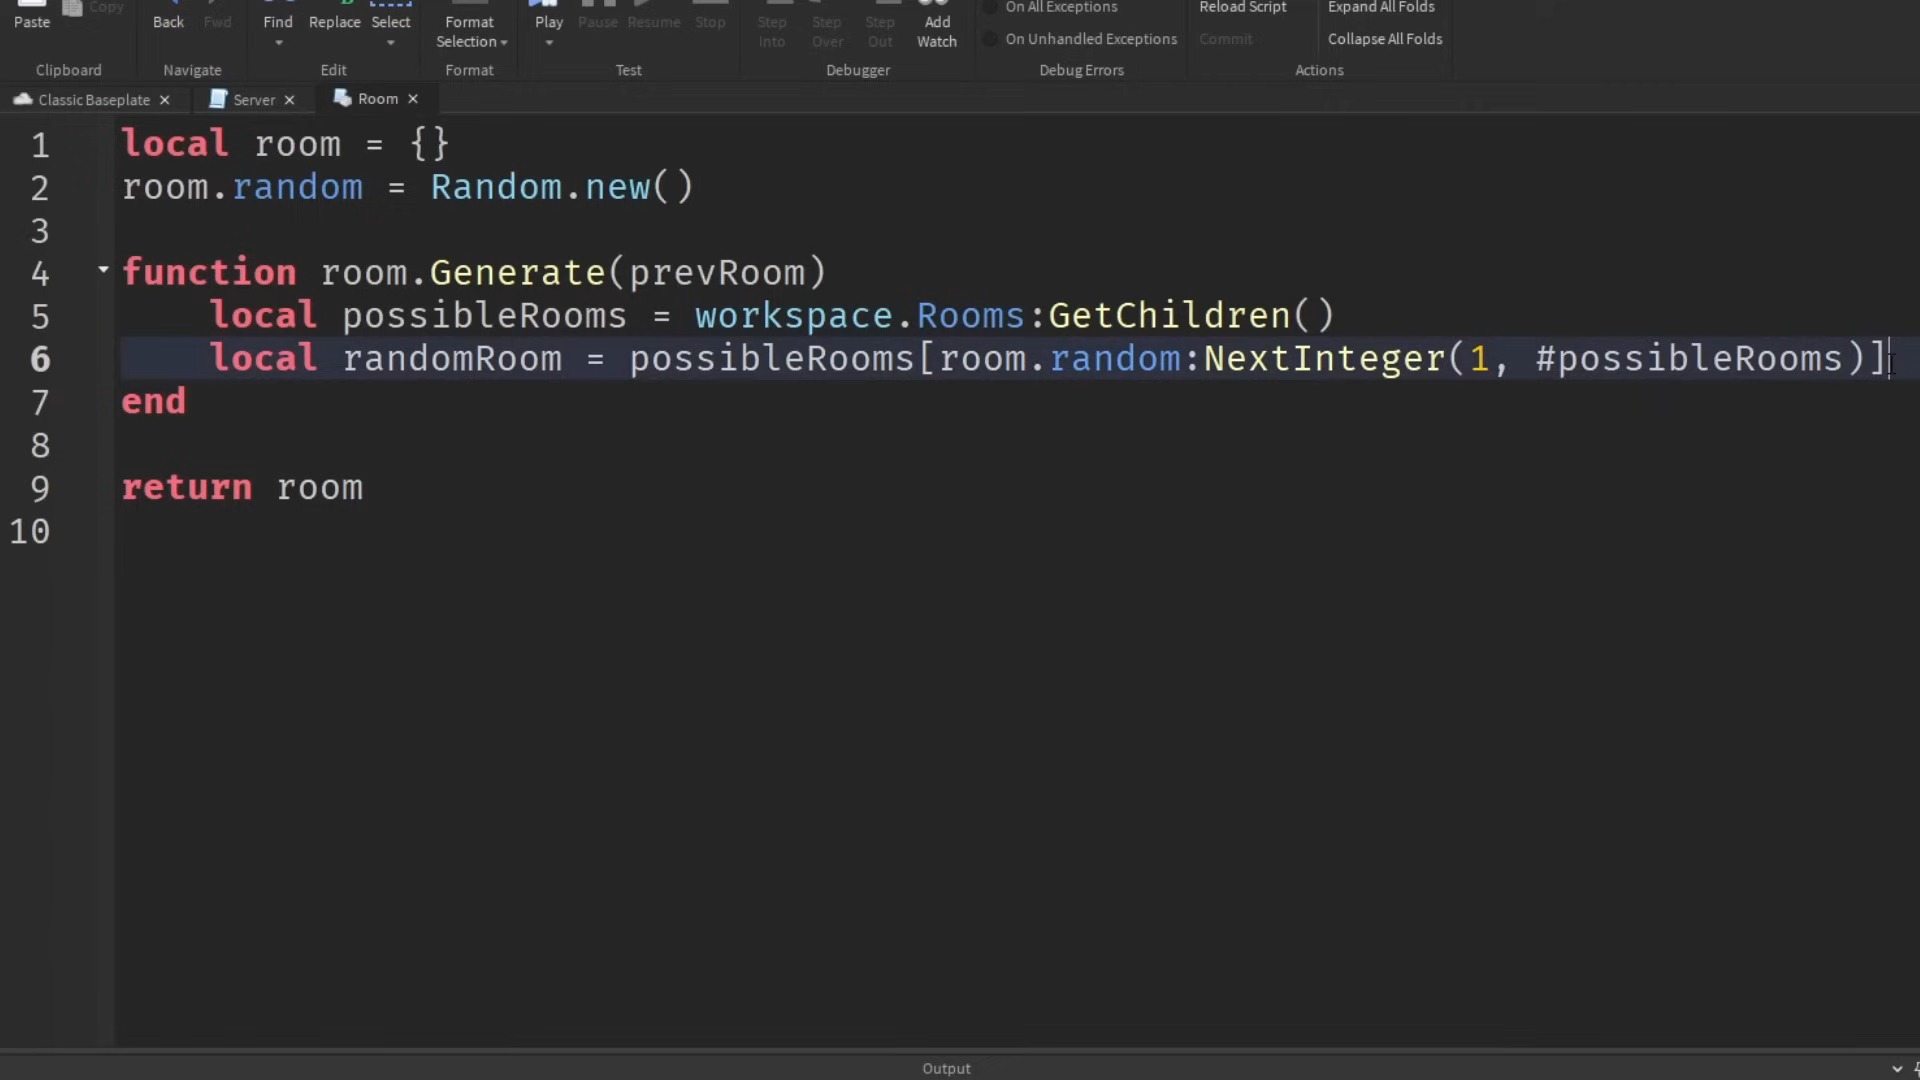 Paste Copy Back Fwd Find Replace Select Format Selection Play Pause Resume Stop Step Into Step Over Step Out Add Watch On All Exceptions On Unhandled Exceptions Reload Script Commit Expand All Folds Collapse All Folds
Clipboard Navigate Edit Format Test Debugger Debug Errors Actions
Classic Baseplate × Server × Room ×
1 local room = {}
2 room.random = Random.new()
3
4 function room.Generate(prevRoom)
5 local possibleRooms = workspace.Rooms:GetChildren()
6 local randomRoom = possibleRooms[room.random:NextInteger(1, #possibleRooms)]
7 end
8
9 return room
10
Output